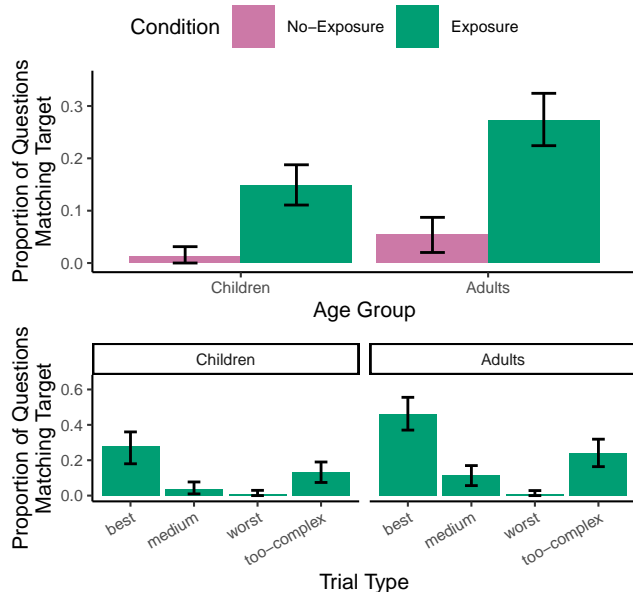 Condition No-Exposure Exposure
Proportion of Questions
Matching Target
0.3
0.2
0.1
0.0
Children Adults
Age Group
Children Adults
Proportion of Questions
Matching Target
0.6
0.4
0.2
0.0
best medium worst too-complex best medium worst too-complex
Trial Type